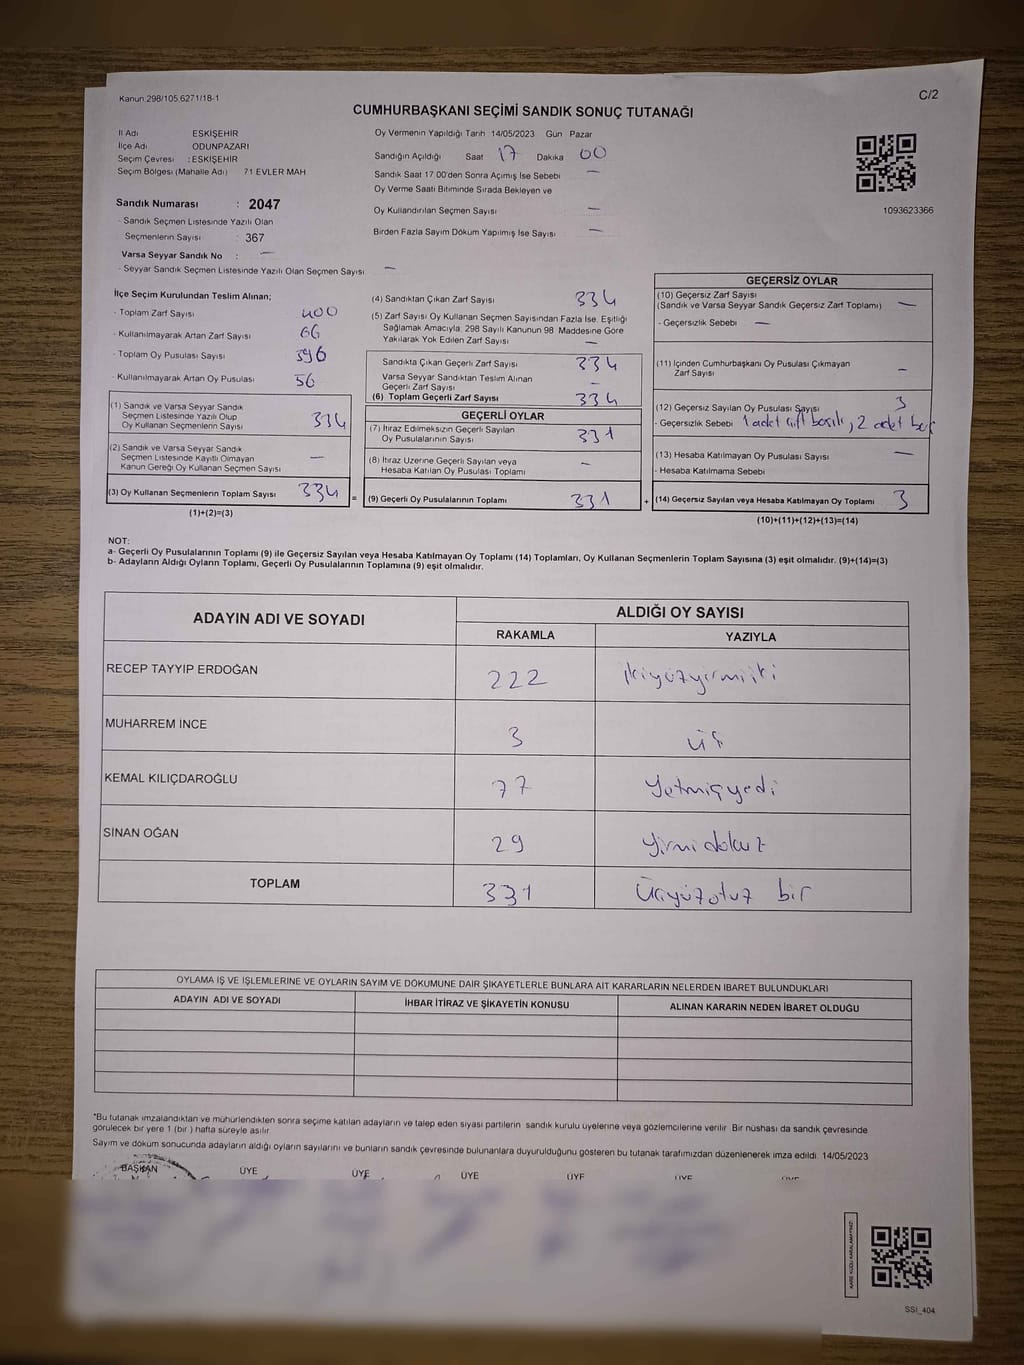 Kanun 298/105,6271/18-1
C/2
CUMHURBAŞKANI SEÇİMİ SANDIK SONUÇ TUTANAĞI
İl Adı ESKİŞEHİR
İlçe Adı ODUNPAZARI
Seçim Çevresi : ESKİŞEHİR
Seçim Bölgesi (Mahalle Adı) 71 EVLER MAH
Sandık Numarası : 2047
- Sandık Seçmen Listesinde Yazılı Olan
Seçmenlerin Sayısı : 367
Varsa Seyyar Sandık No : —
- Seyyar Sandık Seçmen Listesinde Yazılı Olan Seçmen Sayısı —
Oy Vermenin Yapıldığı Tarih 14/05/2023 Gün Pazar
Sandığın Açıldığı Saat 17 Dakika 00
Sandık Saat 17 00'den Sonra Açılmış İse Sebebi —
Oy Verme Saati Bitiminde Sırada Bekleyen ve
Oy Kullandırılan Seçmen Sayısı —
Birden Fazla Sayım Döküm Yapılmış İse Sayısı —
1093623366
İlçe Seçim Kurulundan Teslim Alınan;
- Toplam Zarf Sayısı 400
- Kullanılmayarak Artan Zarf Sayısı 66
- Toplam Oy Pusulası Sayısı 396
- Kullanılmayarak Artan Oy Pusulası 56
(1) Sandık ve Varsa Seyyar Sandık
Seçmen Listesinde Yazılı Olup
Oy Kullanan Seçmenlerin Sayısı 334
(2) Sandık ve Varsa Seyyar Sandık
Seçmen Listesinde Kayıtlı Olmayan
Kanun Gereği Oy Kullanan Seçmen Sayısı —
(3) Oy Kullanan Seçmenlerin Toplam Sayısı 334 =
(1)+(2)=(3)
(4) Sandıktan Çıkan Zarf Sayısı 334
(5) Zarf Sayısı Oy Kullanan Seçmen Sayısından Fazla İse, Eşitliği
Sağlamak Amacıyla, 298 Sayılı Kanunun 98 Maddesine Göre
Yakılarak Yok Edilen Zarf Sayısı —
Sandıkta Çıkan Geçerli Zarf Sayısı 334
Varsa Seyyar Sandıktan Teslim Alınan
Geçerli Zarf Sayısı —
(6) Toplam Geçerli Zarf Sayısı 334
GEÇERLİ OYLAR
(7) İtiraz Edilmeksizin Geçerli Sayılan
Oy Pusulalarının Sayısı 331
(8) İtiraz Üzerine Geçerli Sayılan veya
Hesaba Katılan Oy Pusulası Toplamı —
(9) Geçerli Oy Pusulalarının Toplamı 331 +
GEÇERSİZ OYLAR
(10) Geçersiz Zarf Sayısı
(Sandık ve Varsa Seyyar Sandık Geçersiz Zarf Toplamı) —
- Geçersizlik Sebebi —
(11) İçinden Cumhurbaşkanı Oy Pusulası Çıkmayan
Zarf Sayısı —
(12) Geçersiz Sayılan Oy Pusulası Sayısı 3
- Geçersizlik Sebebi 1 adet çift basılı, 2 adet boş
(13) Hesaba Katılmayan Oy Pusulası Sayısı —
- Hesaba Katılmama Sebebi
(14) Geçersiz Sayılan veya Hesaba Katılmayan Oy Toplamı 3
(10)+(11)+(12)+(13)=(14)
NOT:
a- Geçerli Oy Pusulalarının Toplamı (9) ile Geçersiz Sayılan veya Hesaba Katılmayan Oy Toplamı (14) Toplamları, Oy Kullanan Seçmenlerin Toplam Sayısına (3) eşit olmalıdır. (9)+(14)=(3)
b- Adayların Aldığı Oyların Toplamı, Geçerli Oy Pusulalarının Toplamına (9) eşit olmalıdır.
ADAYIN ADI VE SOYADI ALDIĞI OY SAYISI
RAKAMLA YAZIYLA
RECEP TAYYIP ERDOĞAN 222 ikiyüzyirmiiki
MUHARREM İNCE 3 üç
KEMAL KILIÇDAROĞLU 77 Yetmişyedi
SİNAN OĞAN 29 yirmidokuz
TOPLAM 331 Üçyüzotuz bir
OYLAMA İŞ VE İŞLEMLERİNE VE OYLARIN SAYIM VE DÖKÜMÜNE DAİR ŞİKAYETLERLE BUNLARA AİT KARARLARIN NELERDEN İBARET BULUNDUKLARI
ADAYIN ADI VE SOYADI İHBAR İTİRAZ VE ŞİKAYETİN KONUSU ALINAN KARARIN NEDEN İBARET OLDUĞU
*Bu tutanak imzalandıktan ve mühürlendikten sonra seçime katılan adayların ve talep eden siyasi partilerin sandık kurulu üyelerine veya gözlemcilerine verilir. Bir nüshası da sandık çevresinde
görülecek bir yere 1 (bir ) hafta süreyle asılır.
Sayım ve döküm sonucunda adayların aldığı oyların sayılarını ve bunların sandık çevresinde bulunanlara duyurulduğunu gösteren bu tutanak tarafımızdan düzenlenerek imza edildi. 14/05/2023
BAŞKAN ÜYE ÜYE ÜYE ÜYE ÜYE
SSİ_404